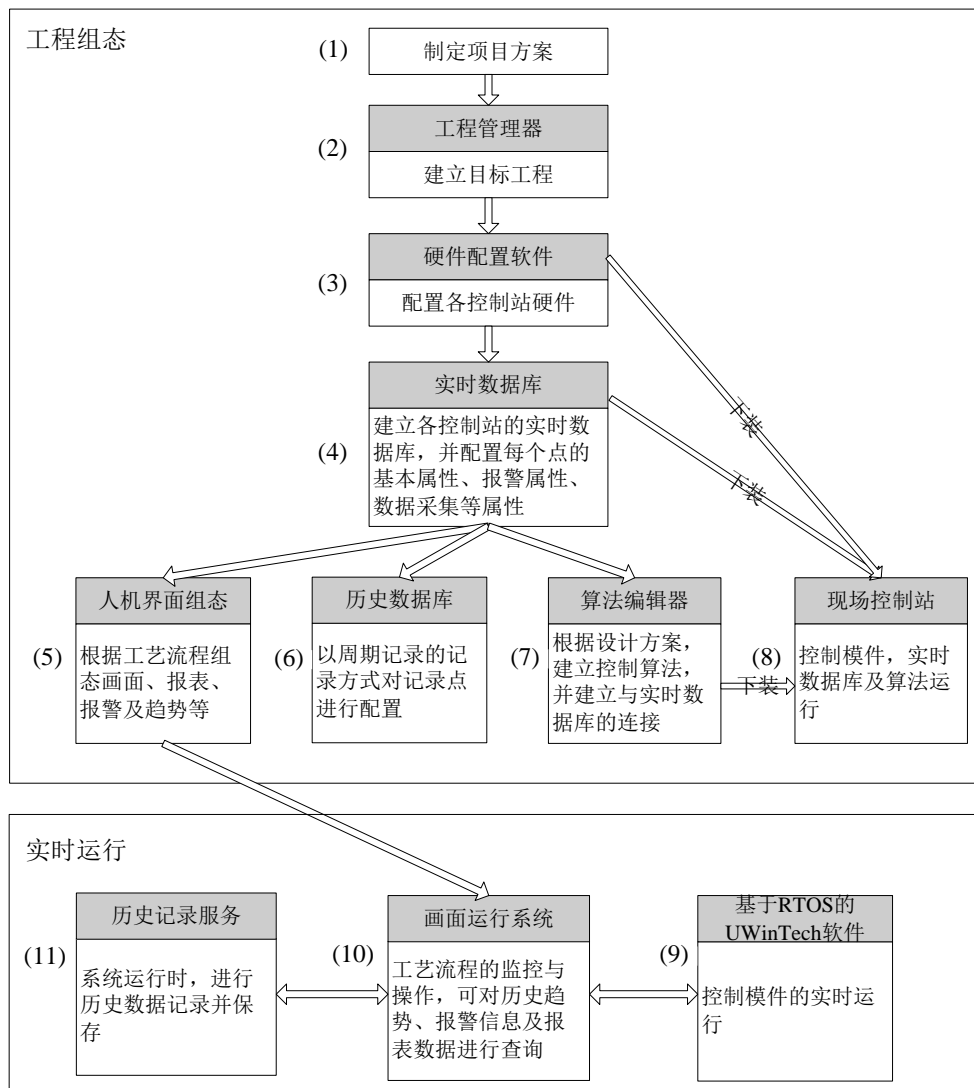 工程组态
(1)
制定项目方案
(2)
工程管理器
建立目标工程
(3)
硬件配置软件
配置各控制站硬件
(4)
实时数据库
建立各控制站的实时数
据库，并配置每个点的
基本属性、报警属性、
数据采集等属性
下装
下装
(5)
人机界面组态
根据工艺流程组
态画面、报表、
报警及趋势等
(6)
历史数据库
以周期记录的记
录方式对记录点
进行配置
(7)
算法编辑器
根据设计方案，
建立控制算法，
并建立与实时数
据库的连接
下装
(8)
现场控制站
控制模件，实时
数据库及算法运
行
实时运行
(11)
历史记录服务
系统运行时，进行
历史数据记录并保
存
(10)
画面运行系统
工艺流程的监控与
操作，可对历史趋
势、报警信息及报
表数据进行查询
(9)
基于RTOS的
UWinTech软件
控制模件的实时运
行